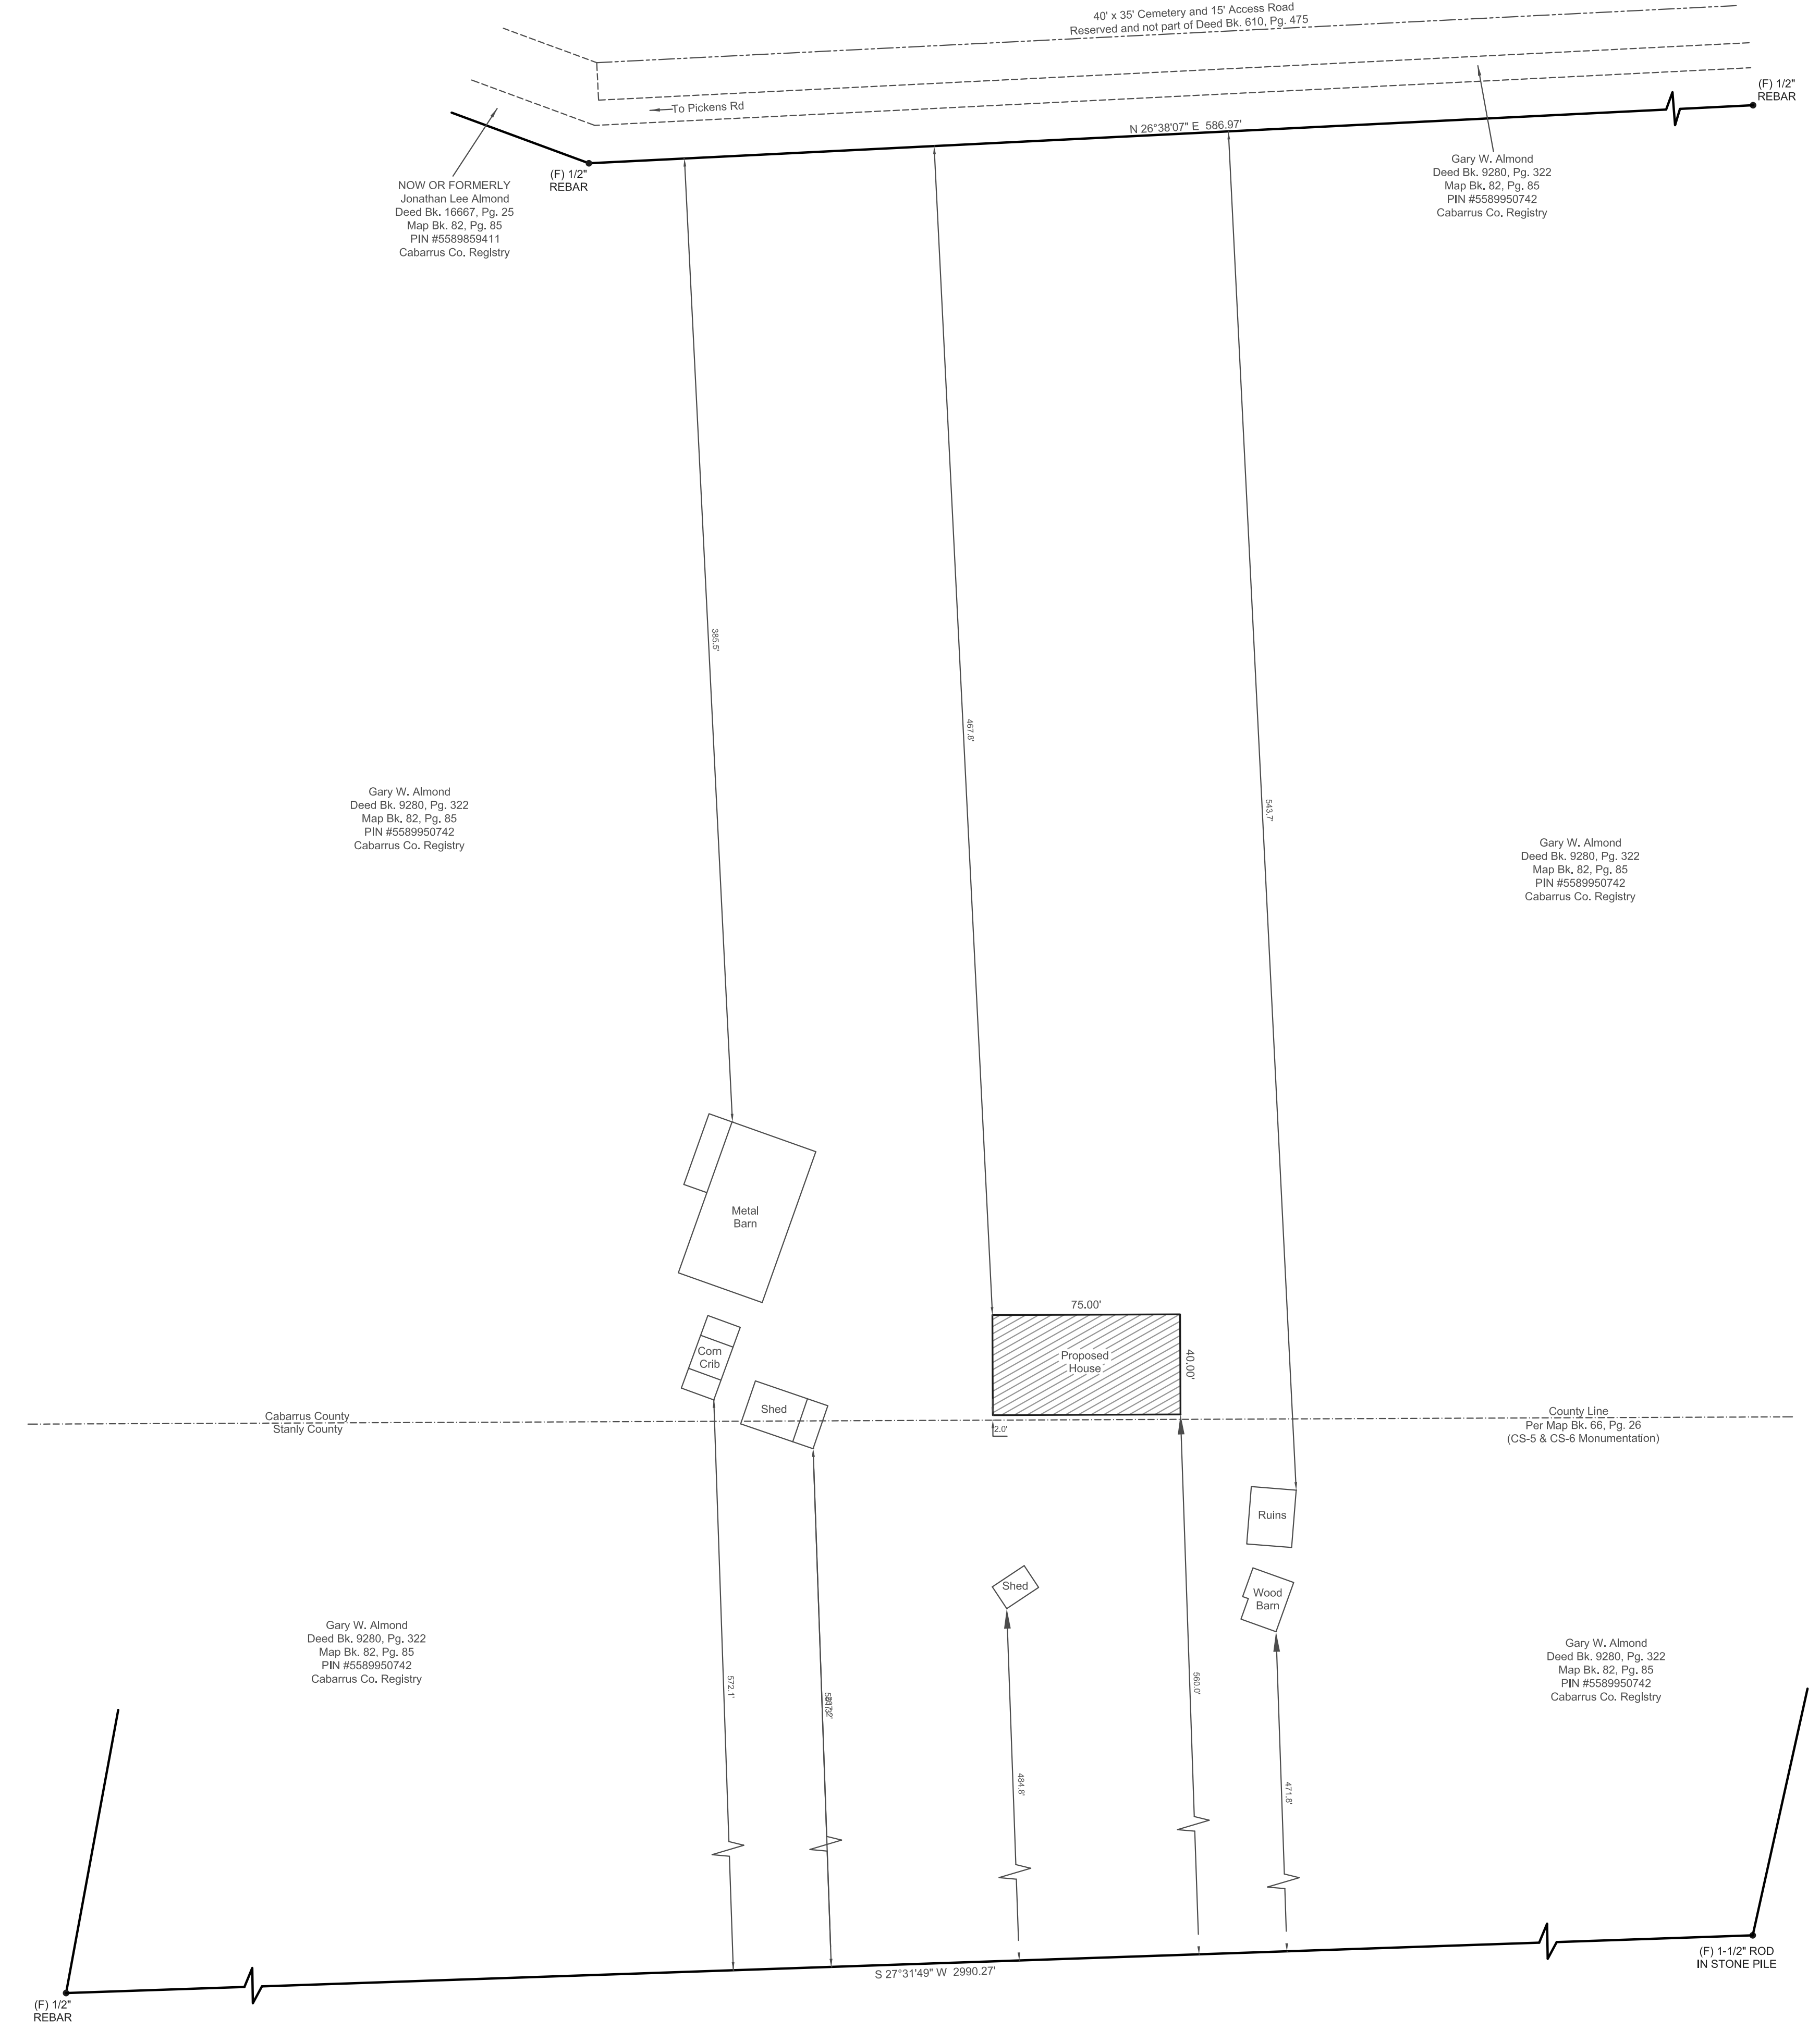 40' x 35' Cemetery and 15' Access Road
Reserved and not part of Deed Bk. 610, Pg. 475
(F) 1/2"
REBAR
To Pickens Rd
N 26°38'07" E 586.97'
(F) 1/2"
REBAR
NOW OR FORMERLY
Jonathan Lee Almond
Deed Bk. 16667, Pg. 25
Map Bk. 82, Pg. 85
PIN #5589859411
Cabarrus Co. Registry
Gary W. Almond
Deed Bk. 9280, Pg. 322
Map Bk. 82, Pg. 85
PIN #5589950742
Cabarrus Co. Registry
385.5'
467.8'
543.7'
Gary W. Almond
Deed Bk. 9280, Pg. 322
Map Bk. 82, Pg. 85
PIN #5589950742
Cabarrus Co. Registry
Gary W. Almond
Deed Bk. 9280, Pg. 322
Map Bk. 82, Pg. 85
PIN #5589950742
Cabarrus Co. Registry
Metal
Barn
75.00'
Corn
Crib
Proposed
House
40.00'
Shed
Cabarrus County
Stanly County
2.0'
County Line
Per Map Bk. 66, Pg. 26
(CS-5 & CS-6 Monumentation)
Ruins
Shed
Wood
Barn
Gary W. Almond
Deed Bk. 9280, Pg. 322
Map Bk. 82, Pg. 85
PIN #5589950742
Cabarrus Co. Registry
572.1'
560.0'
484.8'
471.8'
Gary W. Almond
Deed Bk. 9280, Pg. 322
Map Bk. 82, Pg. 85
PIN #5589950742
Cabarrus Co. Registry
S 27°31'49" W 2990.27'
(F) 1-1/2" ROD
IN STONE PILE
(F) 1/2"
REBAR